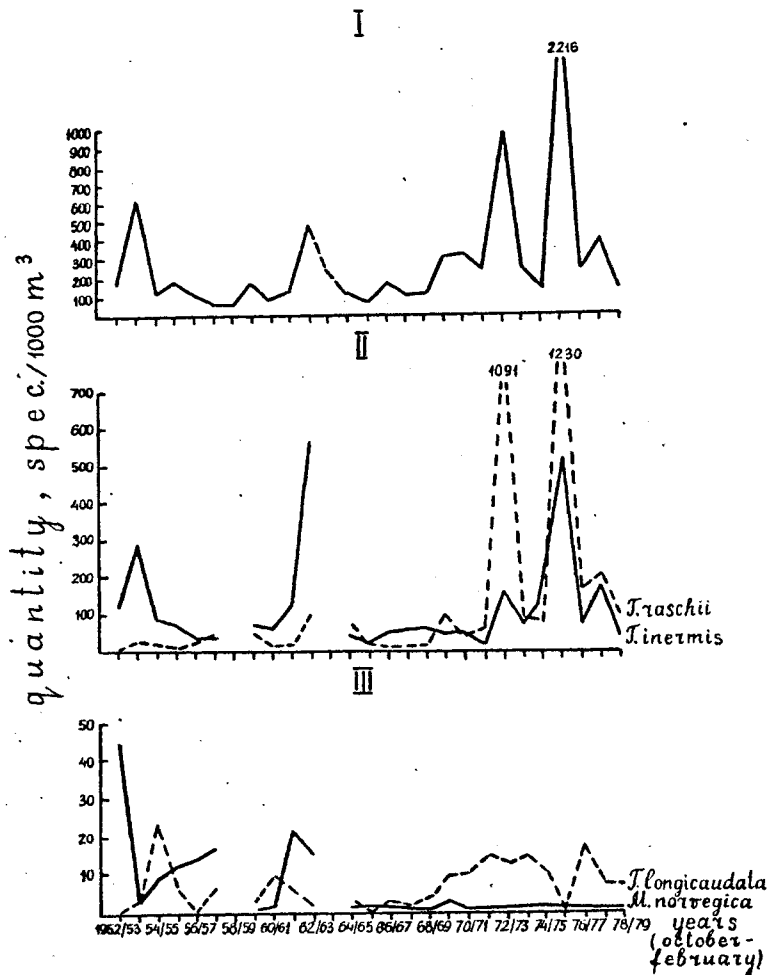 I
2216
1000
900
800
700
600
500
400
300
200
100
II
1091
1230
700
600
500
400
300
200
100
T.raschii
T.inermis
III
50
40
30
20
10
T.longicaudata
M.norvegica
1952/53 54/55 56/57 58/59 60/61 62/63 64/65 66/67 68/69 70/71 72/73 74/75 76/77 78/79
years
(october-
february)
quantity, spec./1000 m³